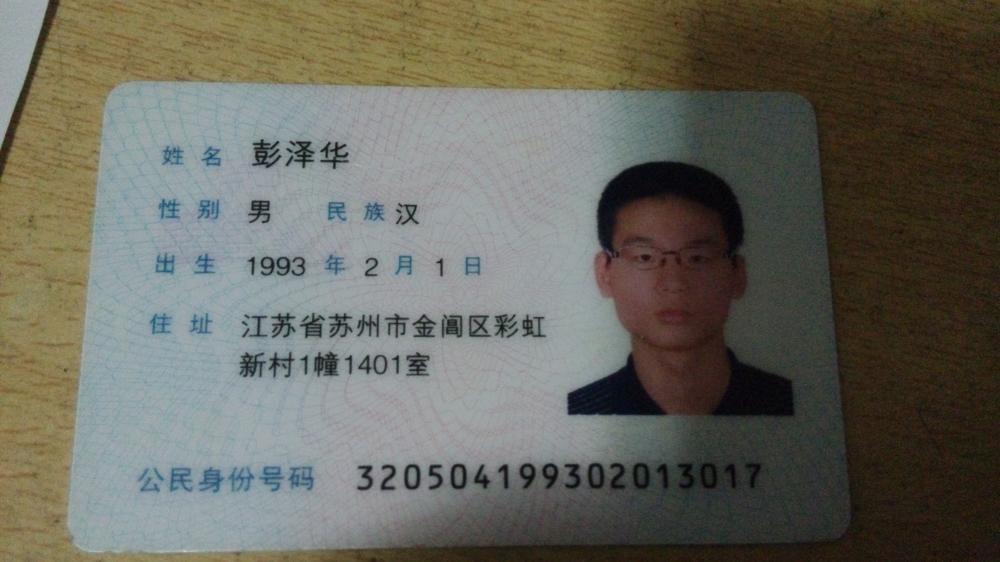 姓名 彭泽华
性别 男 民族 汉
出生 1993 年 2 月 1 日
住址 江苏省苏州市金阊区彩虹
新村1幢1401室
公民身份号码 320504199302013017